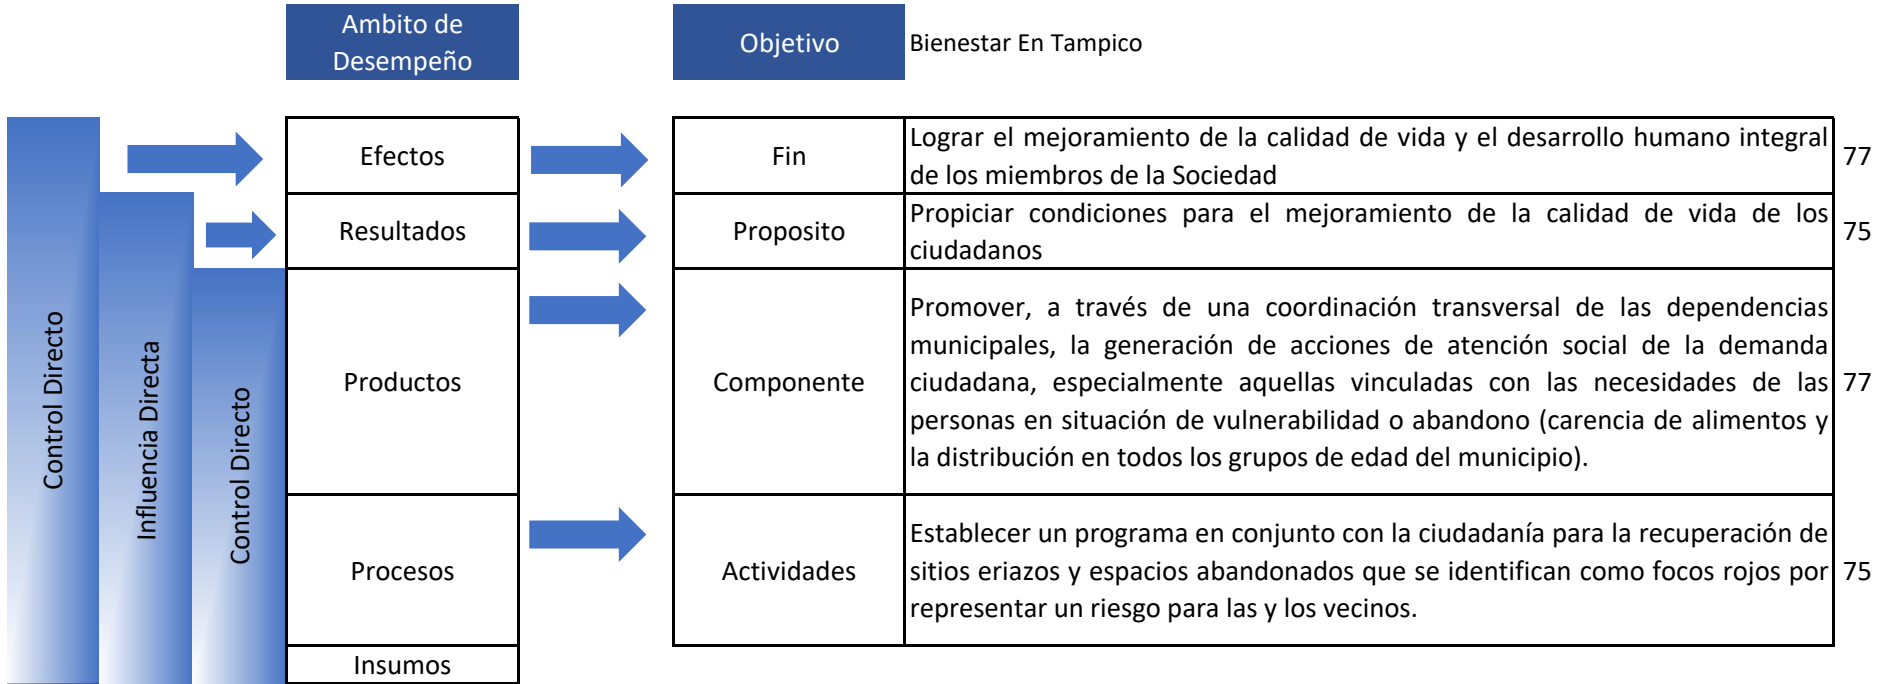 Ambito de
Desempeño
Objetivo
Bienestar En Tampico
Control Directo
Influencia Directa
Control Directo
Efectos
Fin
Lograr el mejoramiento de la calidad de vida y el desarrollo humano integral
de los miembros de la Sociedad
77
Resultados
Proposito
Propiciar condiciones para el mejoramiento de la calidad de vida de los
ciudadanos
75
Productos
Componente
Promover, a través de una coordinación transversal de las dependencias
municipales, la generación de acciones de atención social de la demanda
ciudadana, especialmente aquellas vinculadas con las necesidades de las
personas en situación de vulnerabilidad o abandono (carencia de alimentos y
la distribución en todos los grupos de edad del municipio).
77
Procesos
Actividades
Establecer un programa en conjunto con la ciudadanía para la recuperación de
sitios eriazos y espacios abandonados que se identifican como focos rojos por
representar un riesgo para las y los vecinos.
75
Insumos